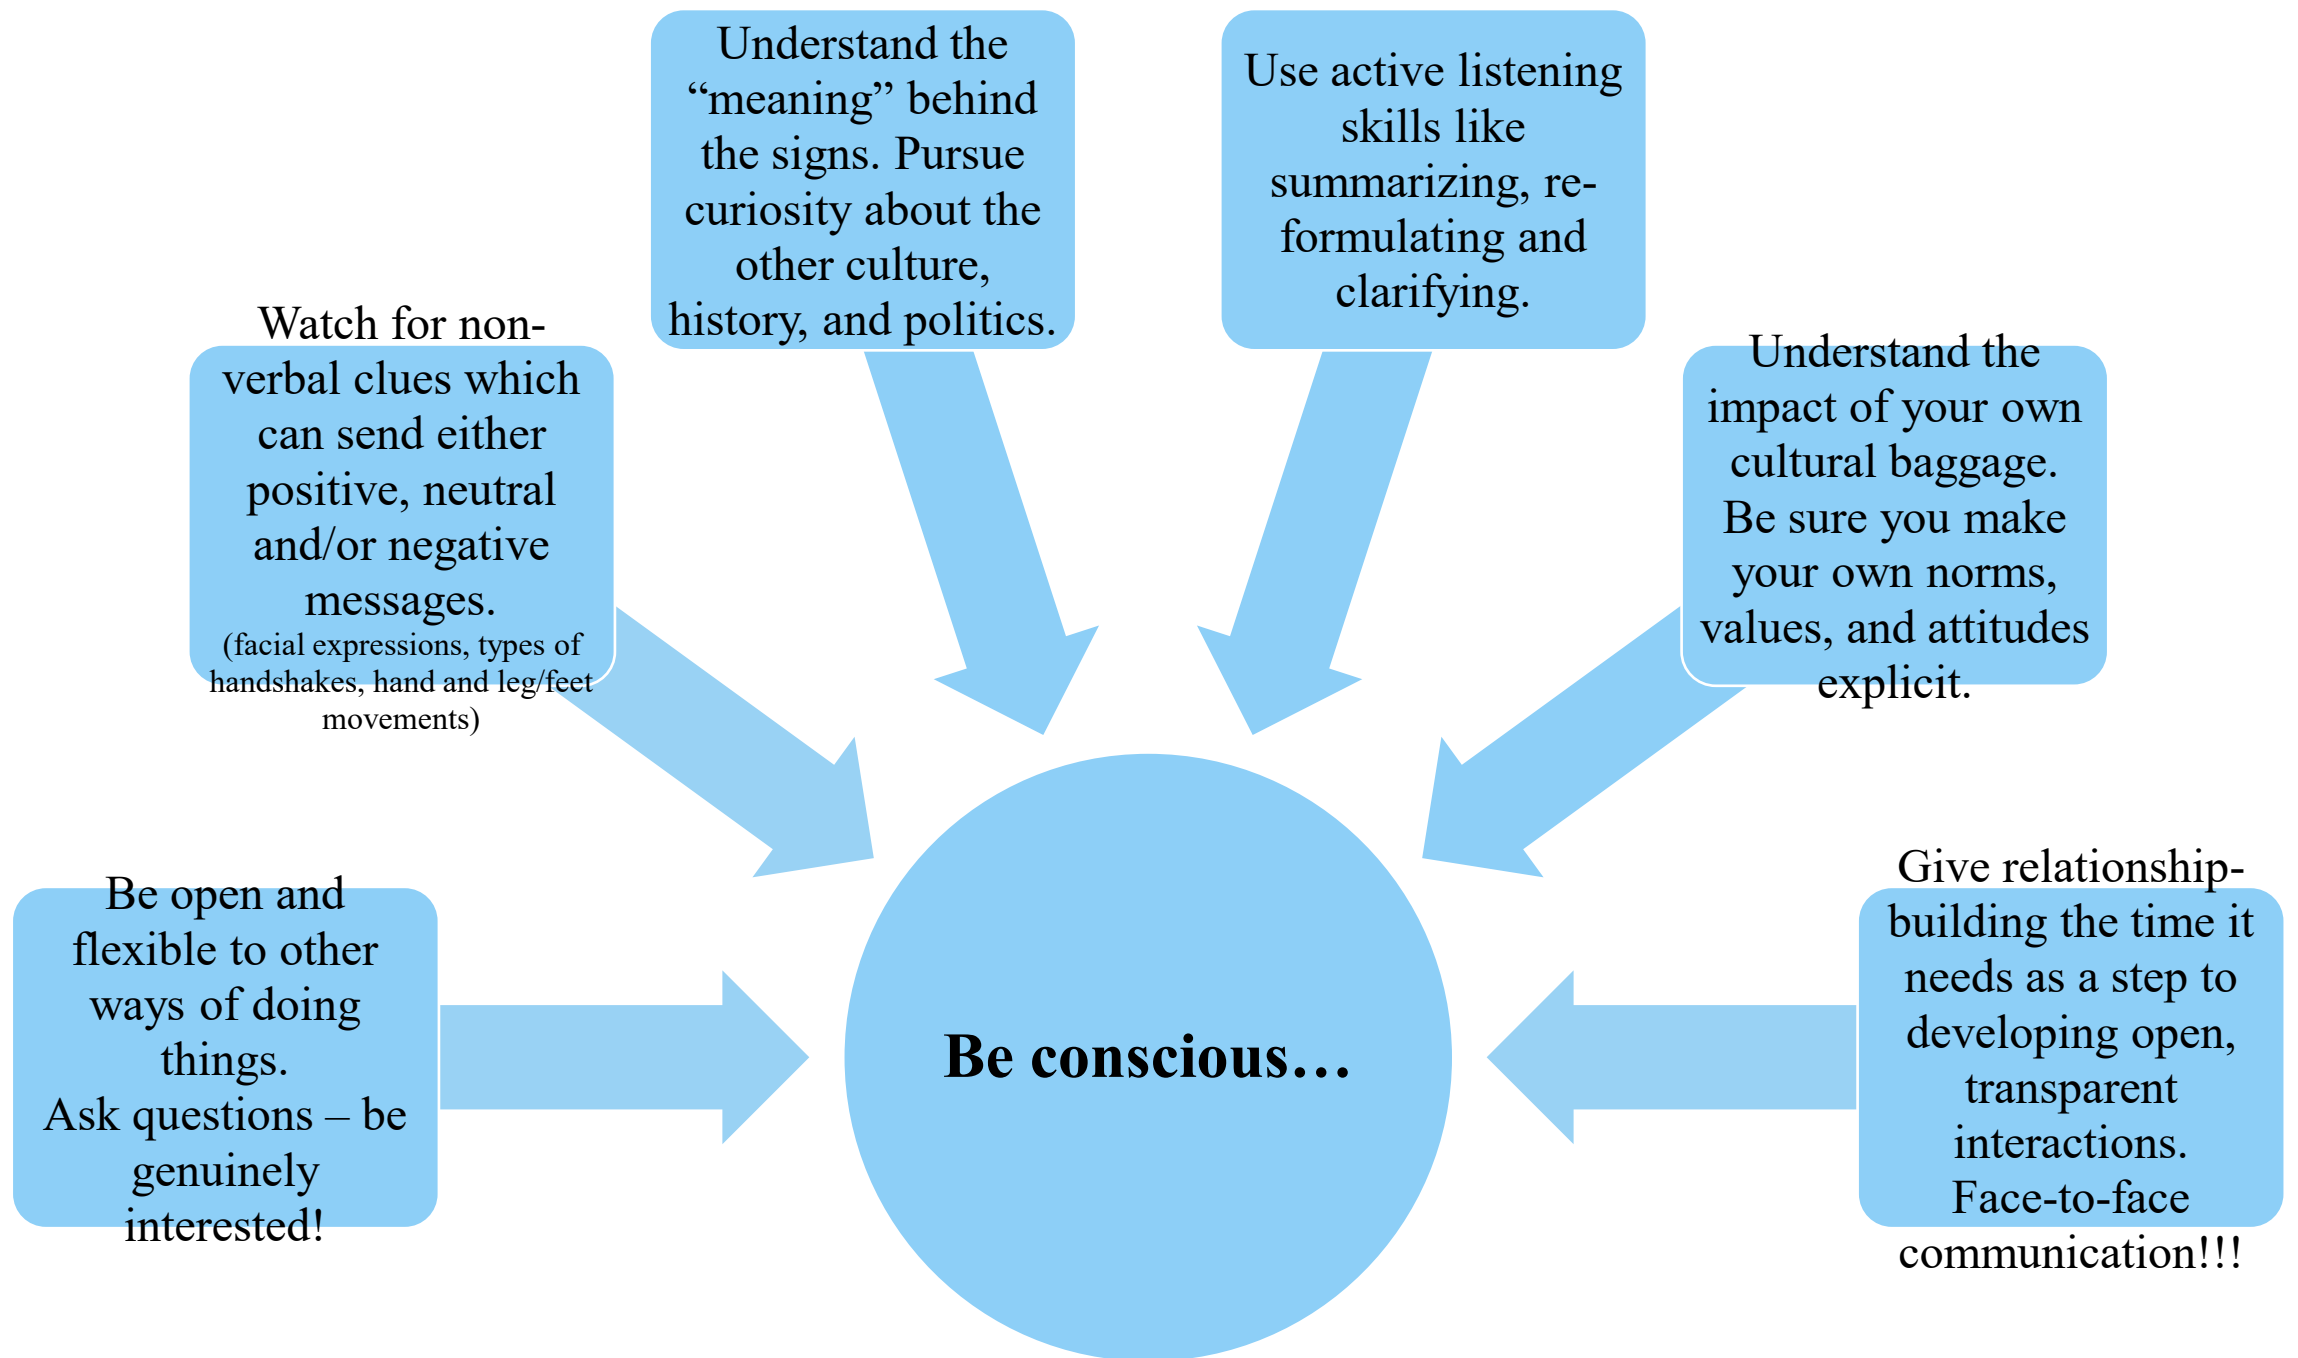 Understand the
“meaning” behind
the signs. Pursue
curiosity about the
other culture,
history, and politics.
Use active listening
skills like
summarizing, re-
formulating and
clarifying.
Watch for non-
verbal clues which
can send either
positive, neutral
and/or negative
messages.
(facial expressions, types of
handshakes, hand and leg/feet
movements)
Understand the
impact of your own
cultural baggage.
Be sure you make
your own norms,
values, and attitudes
explicit.
Be open and
flexible to other
ways of doing
things.
Ask questions – be
genuinely
interested!
Be conscious…
Give relationship-
building the time it
needs as a step to
developing open,
transparent
interactions.
Face-to-face
communication!!!